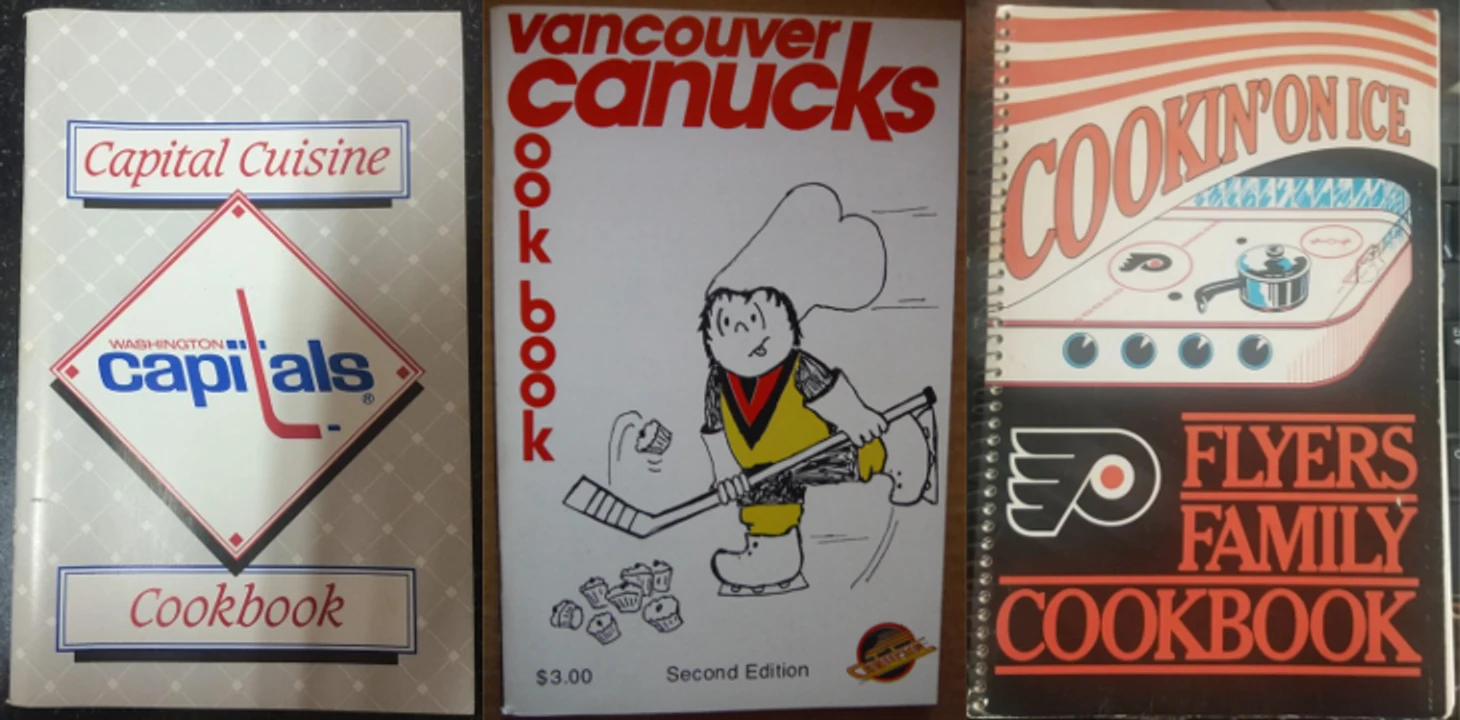 Capital Cuisine
WASHINGTON
capitals®
Cookbook
vancouver
canucks
cook book
$3.00
Second Edition
CANUCKS
COOKIN' ON ICE
FLYERS
FAMILY
COOKBOOK